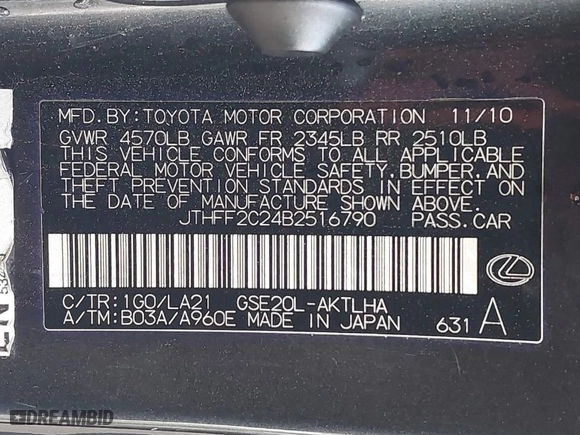 MFD. BY: TOYOTA MOTOR CORPORATION 11/10
GVWR 4570LB GAWR FR 2345LB RR 2510LB
THIS VEHICLE CONFORMS TO ALL APPLICABLE
FEDERAL MOTOR VEHICLE SAFETY, BUMPER, AND
THEFT PREVENTION STANDARDS IN EFFECT ON
THE DATE OF MANUFACTURE SHOWN ABOVE.
JTHFF2C24B2516790 PASS.CAR
C/TR: 1G0/LA21 GSE20L-AKTLHA
A/TM: B03A/A960E MADE IN JAPAN 631 A
DREAMBID